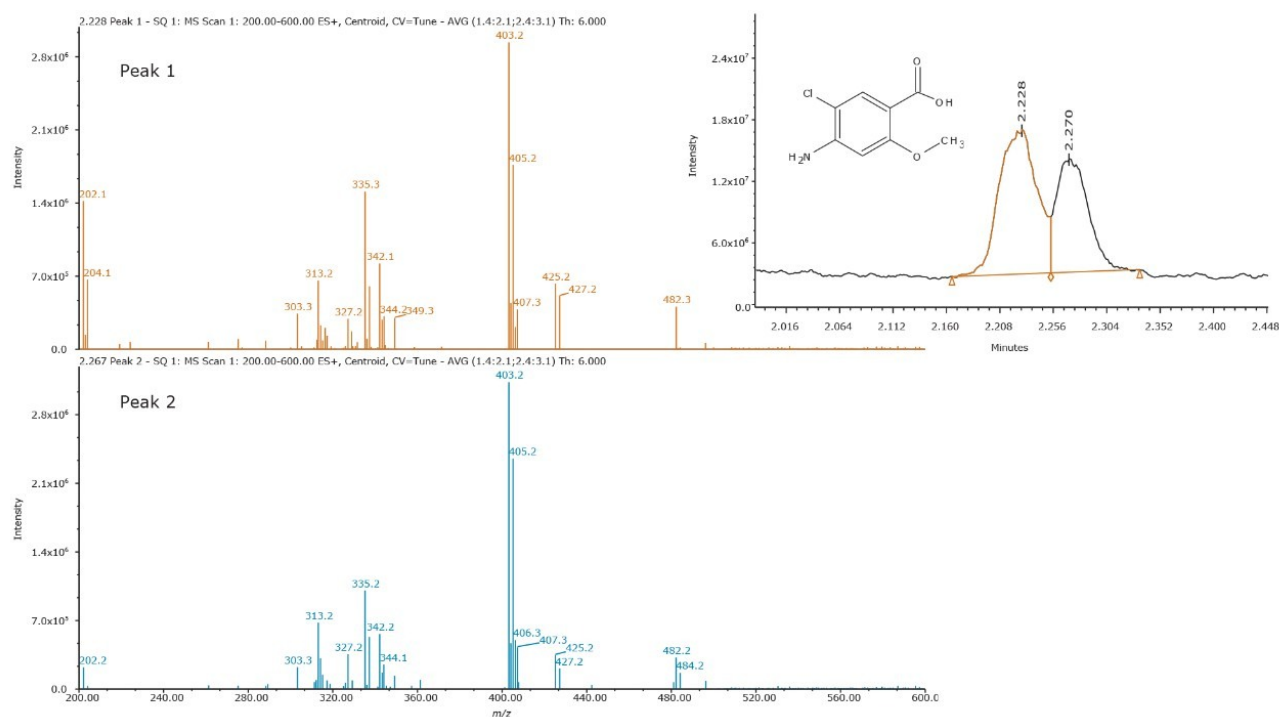 2.228 Peak 1 - SQ 1: MS Scan 1: 200.00-600.00 ES+, Centroid, CV=Tune - AVG (1.4:2.1;2.4:3.1) Th: 6.000
Peak 1
Intensity
2.8x10⁶
2.1x10⁶
1.4x10⁶
7.0x10⁵
0.0
403.2
405.2
335.3
202.1
204.1
342.1
313.2
303.3
327.2
344.2
349.3
407.3
425.2
427.2
482.3
Intensity
2.4x10⁷
1.8x10⁷
1.2x10⁷
6.0x10⁶
0.0
Cl
O
OH
H₂N
O
CH₃
2.228
2.270
2.016
2.064
2.112
2.160
2.208
2.256
2.304
2.352
2.400
2.448
Minutes
2.267 Peak 2 - SQ 1: MS Scan 1: 200.00-600.00 ES+, Centroid, CV=Tune - AVG (1.4:2.1;2.4:3.1) Th: 6.000
Peak 2
Intensity
2.8x10⁶
2.1x10⁶
1.4x10⁶
7.0x10⁵
0.0
403.2
405.2
335.2
313.2
342.2
327.2
344.1
303.3
202.2
406.3
407.3
425.2
427.2
482.2
484.2
200.00
240.00
280.00
320.00
360.00
400.00
440.00
480.00
520.00
560.00
600.0
m/z